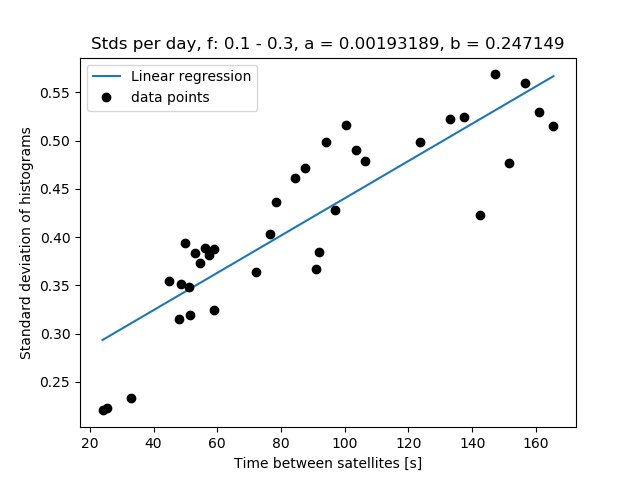 Stds per day, f: 0.1 - 0.3, a = 0.00193189, b = 0.247149
Linear regression
data points
Standard deviation of histograms
0.55
0.50
0.45
0.40
0.35
0.30
0.25
20 40 60 80 100 120 140 160
Time between satellites [s]